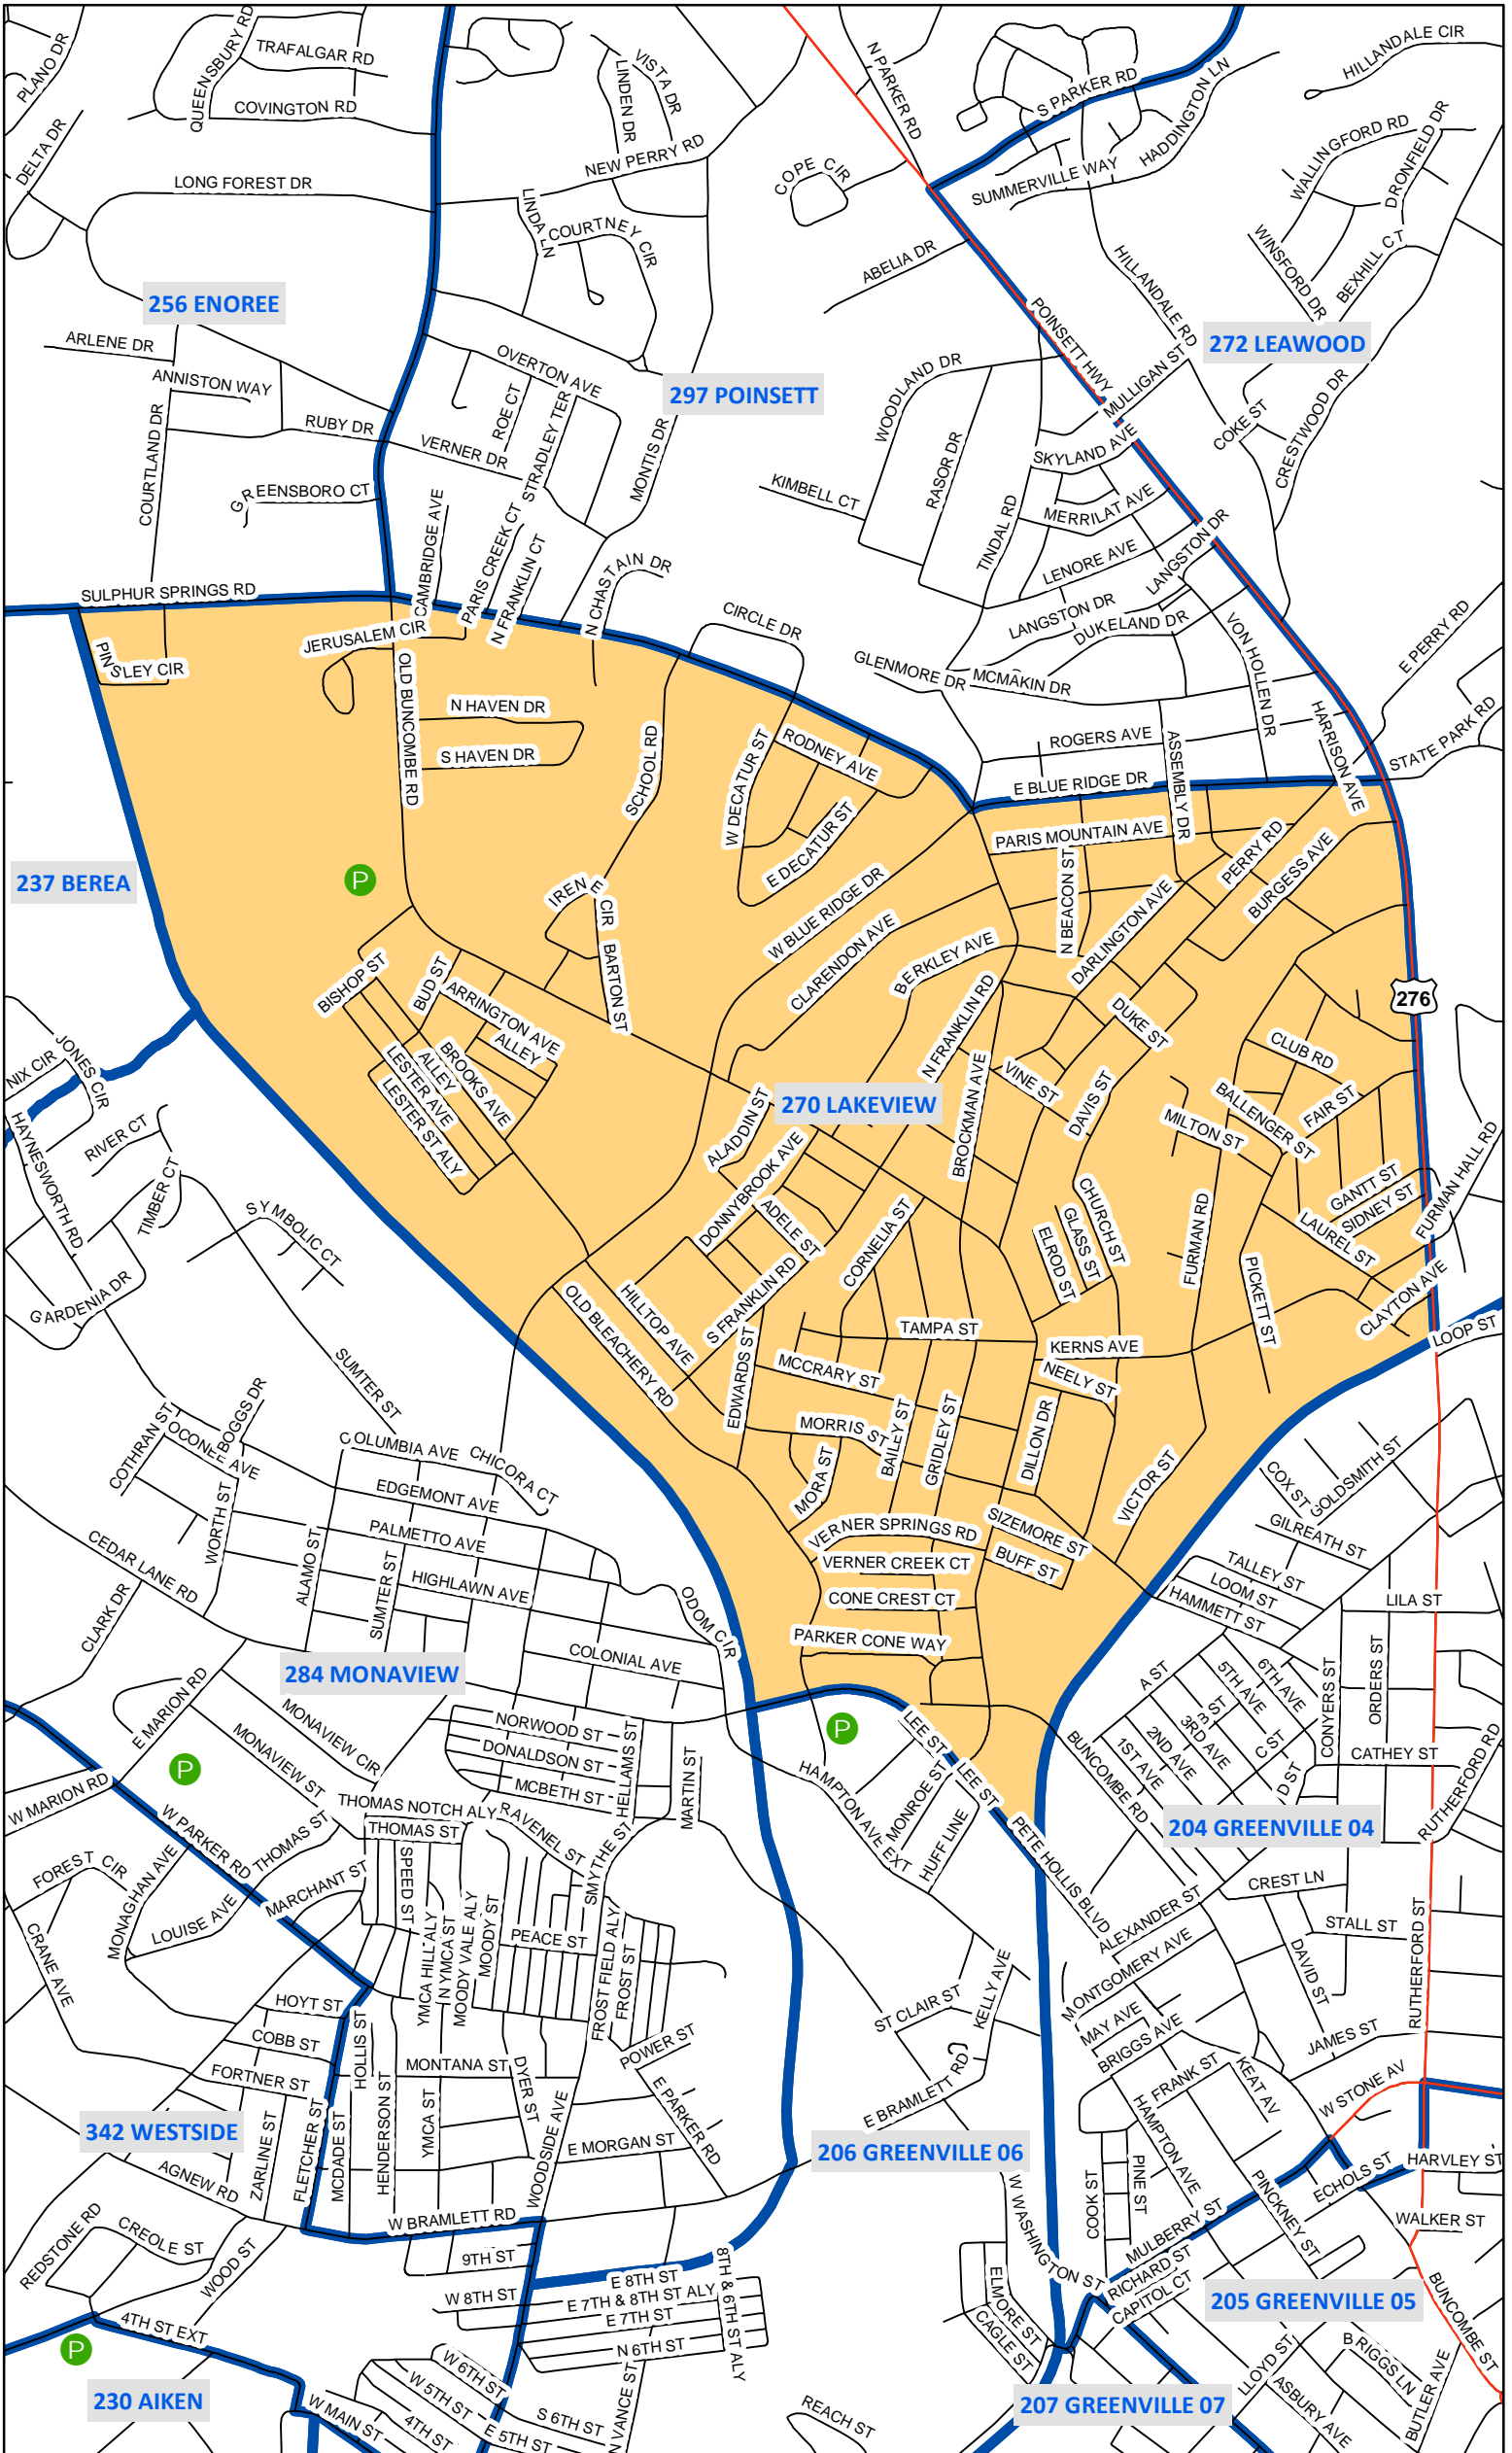 PLANO DR
QUEENSBURY RD
TRAFALGAR RD
COVINGTON RD
DELTA DR
LONG FOREST DR
LINDEN DR
VISTA DR
NEW PERRY RD
COPE CIR
N PARKER RD
S PARKER RD
HADDINGTON LN
SUMMERVILLE WAY
HILLANDALE CIR
WALLINGFORD RD
DRONFIELD DR
WINSFORD DR
BEXHILL CT
LINDA LN
COURTNEY CIR
ABELIA DR
HILLANDALE RD
POINSETT HWY
256 ENOREE
272 LEAWOOD
297 POINSETT
ARLENE DR
ANNISTON WAY
COURTLAND DR
RUBY DR
GREENSBORO CT
OVERTON AVE
ROE CT
STRADLEY TER
VERNER DR
MONTIS DR
WOODLAND DR
RASOR DR
KIMBELL CT
MULLIGAN ST
SKYLAND AVE
MERRILAT AVE
TINDAL RD
LENORE AVE
LANGSTON DR
LANGSTON DR
DUKELAND DR
COKE ST
CRESTWOOD DR
CAMBRIDGE AVE
PARIS CREEK CT
N FRANKLIN CT
N CHASTAIN DR
SULPHUR SPRINGS RD
CIRCLE DR
GLENMORE DR
MCMAKIN DR
VON HOLLEN DR
E PERRY RD
STATE PARK RD
HARRISON AVE
ROGERS AVE
ASSEMBLY DR
E BLUE RIDGE DR
PINSLEY CIR
JERUSALEM CIR
OLD BUNCOMBE RD
N HAVEN DR
S HAVEN DR
SCHOOL RD
W DECATUR ST
RODNEY AVE
E DECATUR ST
PARIS MOUNTAIN AVE
N BEACON ST
PERRY RD
BURGESS AVE
DARLINGTON AVE
237 BEREA
P
IRENE CIR
BARTON ST
W BLUE RIDGE DR
CLARENDON AVE
BERKLEY AVE
N FRANKLIN RD
DUKE ST
276
BISHOP ST
BUD ST
ARRINGTON AVE
ALLEY
BROOKS AVE
ALLEY
LESTER AVE
LESTER ST ALY
NIX CIR
JONES CIR
RIVER CT
HAYNESWORTH RD
TIMBER CT
SYMBOLIC CT
GARDENIA DR
270 LAKEVIEW
ALADDIN ST
DONNYBROOK AVE
ADELE ST
CORNELIA ST
BROCKMAN AVE
VINE ST
DAVIS ST
MILTON ST
BALLENGER ST
CLUB RD
FAIR ST
GANTT ST
SIDNEY ST
LAUREL ST
FURMAN HALL RD
CLAYTON AVE
LOOP ST
CHURCH ST
GLASS ST
ELROD ST
FURMAN RD
PICKETT ST
OLD BLEACHERY RD
HILLTOP AVE
S FRANKLIN RD
EDWARDS ST
TAMPA ST
KERNS AVE
NEELY ST
MCCRARY ST
MORRIS ST
MORA ST
BAILEY ST
GRIDLEY ST
DILLON DR
VICTOR ST
VERNER SPRINGS RD
SIZEMORE ST
BUFF ST
VERNER CREEK CT
CONE CREST CT
PARKER CONE WAY
SUMTER ST
COTHRAN ST
OCONEE AVE
BOGGS DR
WORTH ST
COLUMBIA AVE
CHICORA CT
EDGEMONT AVE
PALMETTO AVE
HIGHLAWN AVE
ALAMO ST
SUMTER ST
CEDAR LANE RD
CLARK DR
ODOM CIR
COLONIAL AVE
COX ST
GOLDSMITH ST
GILREATH ST
TALLEY ST
LOOM ST
HAMMETT ST
LILA ST
ORDERS ST
CONYERS ST
284 MONAVIEW
E MARION RD
MONAVIEW CIR
MONAVIEW ST
P
NORWOOD ST
DONALDSON ST
MCBETH ST
HELLAMS ST
MARTIN ST
P
LEE ST
LEE ST
HAMPTON AVE EXT
MONROE ST
HUFF LINE
PETE HOLLIS BLVD
BUNCOMBE RD
A ST
1ST AVE
2ND AVE
3RD AVE
B ST
5TH AVE
6TH AVE
C ST
D ST
CATHEY ST
RUTHERFORD RD
204 GREENVILLE 04
W MARION RD
W PARKER RD
THOMAS NOTCH ALY
THOMAS ST
THOMAS ST
RAVENEL ST
SMYTHE ST
FOREST CIR
MONAGHAN AVE
LOUISE AVE
MARCHANT ST
CRANE AVE
SPEED ST
YMCA HILL ALY
N YMCA ST
MOODY VALE ALY
MOODY ST
PEACE ST
FROST FIELD ALY
FROST ST
CREST LN
STALL ST
ALEXANDER ST
MONTGOMERY AVE
DAVID ST
RUTHERFORD ST
HOYT ST
COBB ST
FORTNER ST
HOLLIS ST
MONTANA ST
DYER ST
POWER ST
E PARKER RD
ST CLAIR ST
KELLY AVE
E BRAMLETT RD
MAY AVE
BRIGGS AVE
FRANK ST
KEAT AV
JAMES ST
W STONE AV
342 WESTSIDE
206 GREENVILLE 06
AGNEW RD
ZARLINE ST
FLETCHER ST
MCDADE ST
HENDERSON ST
YMCA ST
E MORGAN ST
WOODSIDE AVE
W BRAMLETT RD
HAMPTON AVE
PINE ST
COOK ST
PINCKNEY ST
ECHOLS ST
HARVLEY ST
WALKER ST
REDSTONE RD
CREOLE ST
WOOD ST
9TH ST
W 8TH ST
E 8TH ST
E 7TH & 8TH ST ALY
E 7TH ST
N 6TH ST
8TH & 6TH ST ALY
W WASHINGTON ST
MULBERRY ST
RICHARD ST
CAPITOL CT
205 GREENVILLE 05
BUNCOMBE ST
ELMORE ST
CAGLE ST
4TH ST EXT
P
230 AIKEN
W MAIN ST
W 6TH ST
W 5TH ST
4TH ST
E 5TH ST
S 6TH ST
N VANCE ST
REACH ST
207 GREENVILLE 07
LLOYD ST
ASBURY AVE
BRIGGS LN
BUTLER AVE